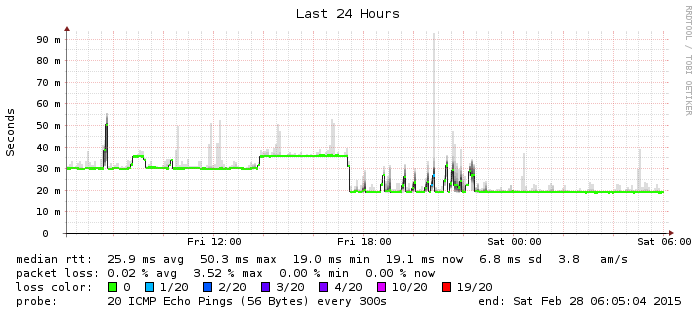 Last 24 Hours
RRDTOOL / TOBI OETIKER
Seconds
90 m
80 m
70 m
60 m
50 m
40 m
30 m
20 m
10 m
0
Fri 12:00 Fri 18:00 Sat 00:00 Sat 06:00
median rtt: 25.9 ms avg 50.3 ms max 19.0 ms min 19.1 ms now 6.8 ms sd 3.8 am/s
packet loss: 0.02 % avg 3.52 % max 0.00 % min 0.00 % now
loss color: 0 1/20 2/20 3/20 4/20 10/20 19/20
probe: 20 ICMP Echo Pings (56 Bytes) every 300s end: Sat Feb 28 06:05:04 2015